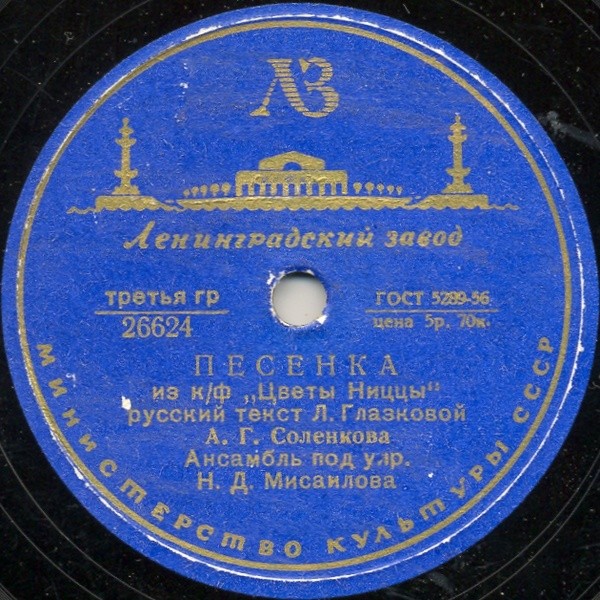 ЛЗ
Ленинградский завод
третья гр
26624
ГОСТ 5289-56
цена 5р. 70к.
ПЕСЕНКА
из к/ф „Цветы Ниццы"
русский текст Л. Глазковой
А. Г. Соленкова
Ансамбль под упр.
Н. Д. Мисаилова
МИНИСТЕРСТВО КУЛЬТУРЫ СССР